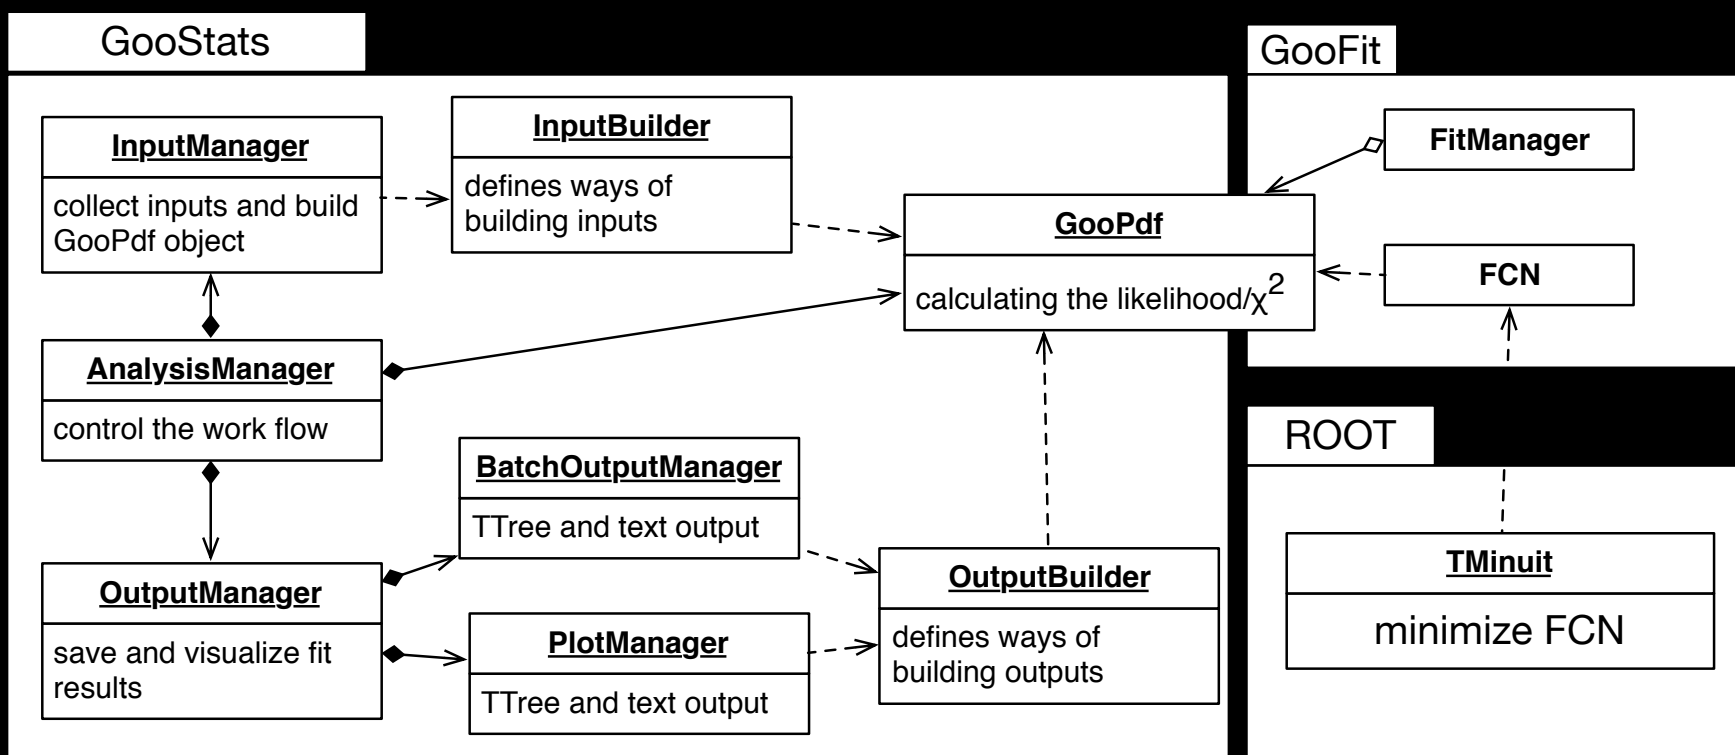 GooStats
InputManager
collect inputs and build
GooPdf object
InputBuilder
defines ways of
building inputs
AnalysisManager
control the work flow
BatchOutputManager
TTree and text output
OutputManager
save and visualize fit
results
PlotManager
TTree and text output
OutputBuilder
defines ways of
building outputs
GooPdf
calculating the likelihood/χ²
GooFit
FitManager
FCN
ROOT
TMinuit
minimize FCN